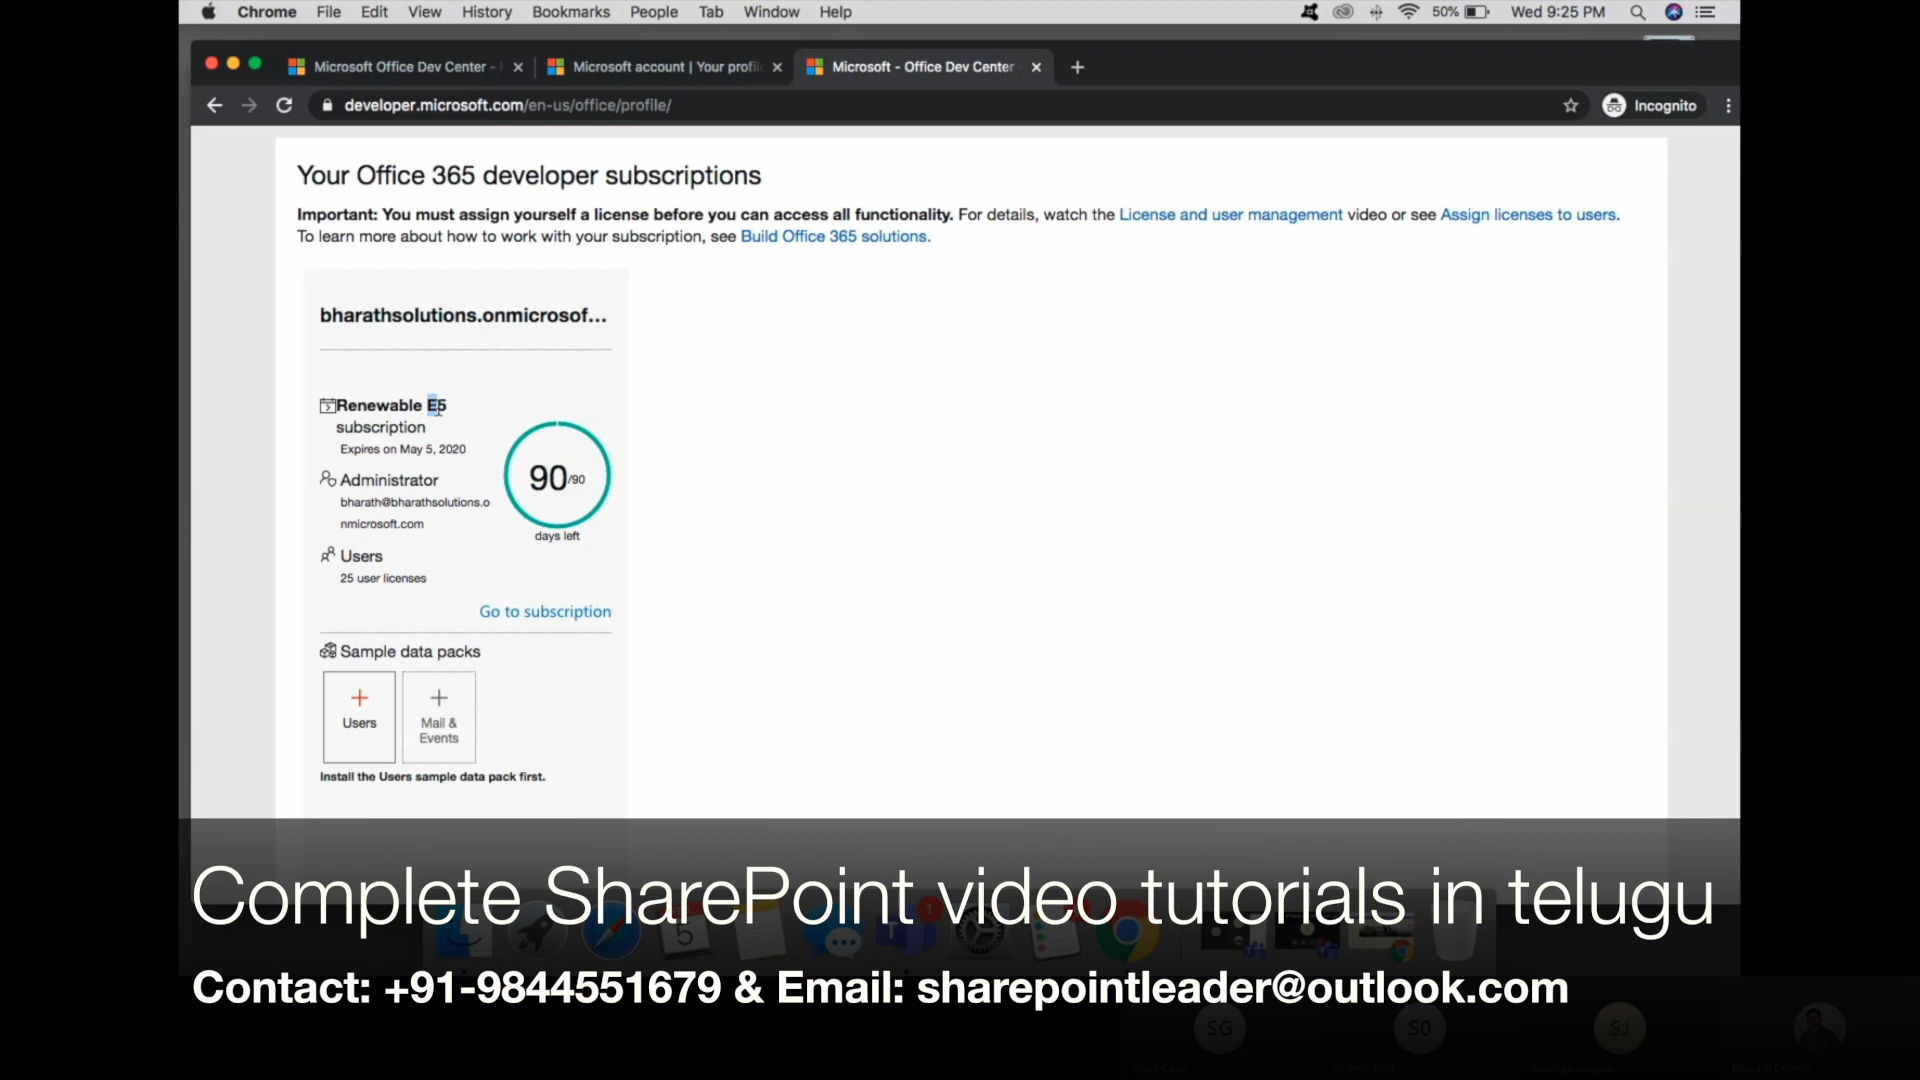 Chrome File Edit View History Bookmarks People Tab Window Help 50% Wed 9:25 PM
Microsoft Office Dev Center - Microsoft account | Your profil Microsoft - Office Dev Center
developer.microsoft.com/en-us/office/profile/ Incognito
Your Office 365 developer subscriptions
Important: You must assign yourself a license before you can access all functionality. For details, watch the License and user management video or see Assign licenses to users.
To learn more about how to work with your subscription, see Build Office 365 solutions.
bharathsolutions.onmicrosof...
Renewable E5
subscription
Expires on May 5, 2020
Administrator
bharath@bharathsolutions.o
nmicrosoft.com
90/90
days left
Users
25 user licenses
Go to subscription
Sample data packs
Users
Mail &
Events
Install the Users sample data pack first.
Complete SharePoint video tutorials in telugu
1
5
Contact: +91-9844551679 & Email: sharepointleader@outlook.com
SG SO SJ